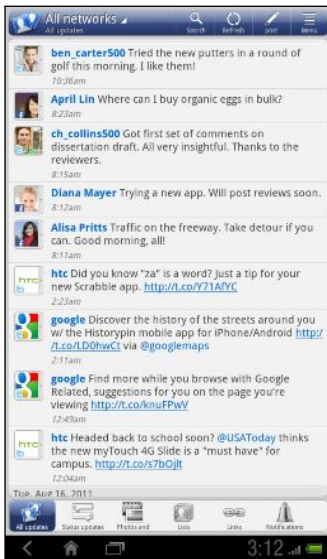 All networks
All updates
Search
Refresh
post
Menu
ben_carter500 Tried the new putters in a round of
golf this morning. I like them!
10:36am
April Lin Where can I buy organic eggs in bulk?
8:23am
ch_collins500 Got first set of comments on
dissertation draft. All very insightful. Thanks to the
reviewers.
8:15am
Diana Mayer Trying a new app. Will post reviews soon.
8:12am
Alisa Pritts Traffic on the freeway. Take detour if you
can. Good morning, all!
8:11am
htc
htc Did you know "za" is a word? Just a tip for your
new Scrabble app. http://t.co/Y71AfYC
2:23am
google Discover the history of the streets around you
w/ the Historypin mobile app for iPhone/Android http:/
/t.co/LD0hwCt via @googlemaps
2:11am
google Find more while you browse with Google
Related, suggestions for you on the page you're
viewing http://t.co/knuFPwV
12:49am
htc
htc Headed back to school soon? @USAToday thinks
the new myTouch 4G Slide is a "must have" for
campus. http://t.co/s7bOjlt
12:04am
Tue, Aug 16, 2011
All updates
Status updates
Photos and
Lists
Links
Notifications
3:12